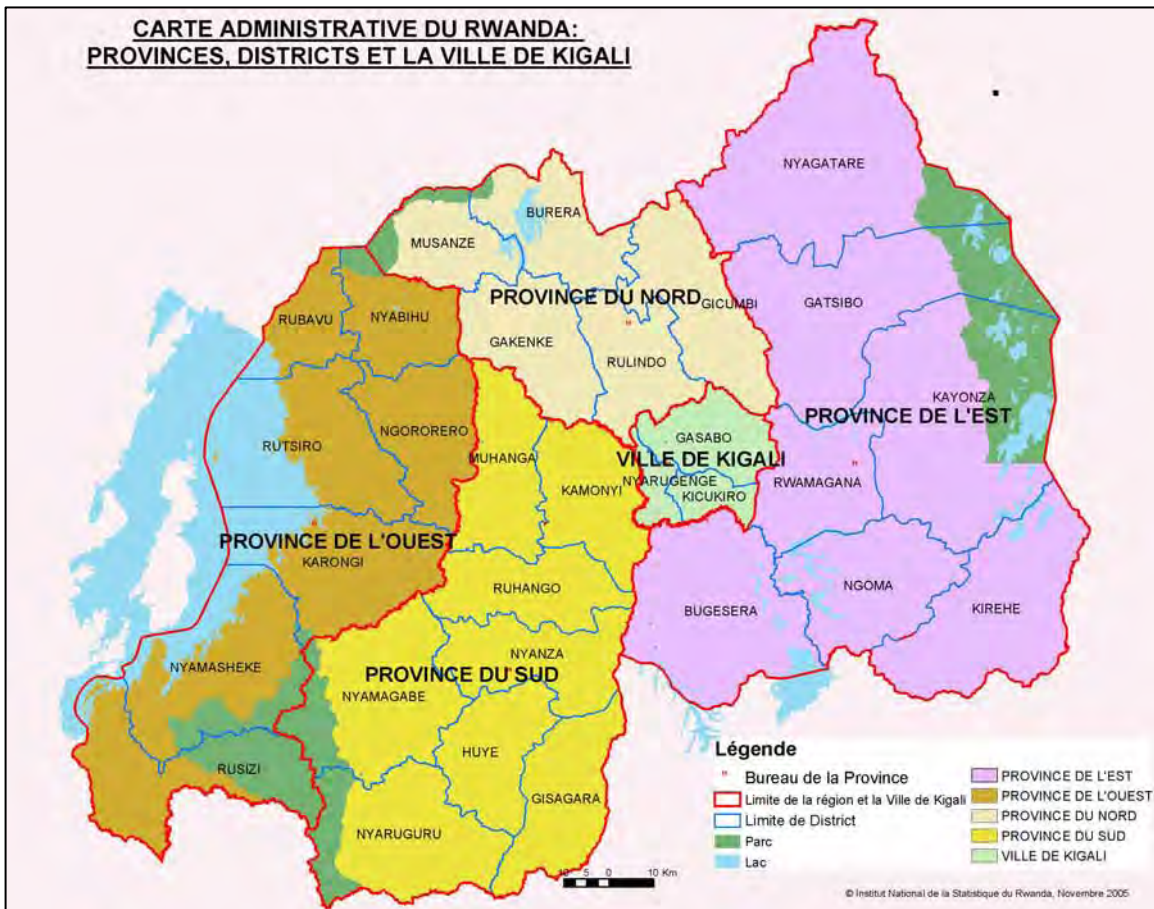 CARTE ADMINISTRATIVE DU RWANDA:
PROVINCES, DISTRICTS ET LA VILLE DE KIGALI
NYAGATARE
BURERA
MUSANZE
PROVINCE DU NORD
GICUMBI
GATSIBO
RUBAVU
NYABIHU
GAKENKE
RULINDO
KAYONZA
PROVINCE DE L'EST
RUTSIRO
NGORORERO
MUHANGA
KAMONYI
GASABO
VILLE DE KIGALI
NYARUGENGE
KICUKIRO
RWAMAGANA
PROVINCE DE L'OUEST
KARONGI
RUHANGO
BUGESERA
NGOMA
KIREHE
NYAMASHEKE
NYANZA
PROVINCE DU SUD
NYAMAGABE
HUYE
RUSIZI
GISAGARA
NYARUGURU
Légende
Bureau de la Province
Limite de la région et la Ville de Kigali
Limite de District
Parc
Lac
PROVINCE DE L'EST
PROVINCE DE L'OUEST
PROVINCE DU NORD
PROVINCE DU SUD
VILLE DE KIGALI
10 5 0 10 Km
© Institut National de la Statistique du Rwanda, Novembre 2005